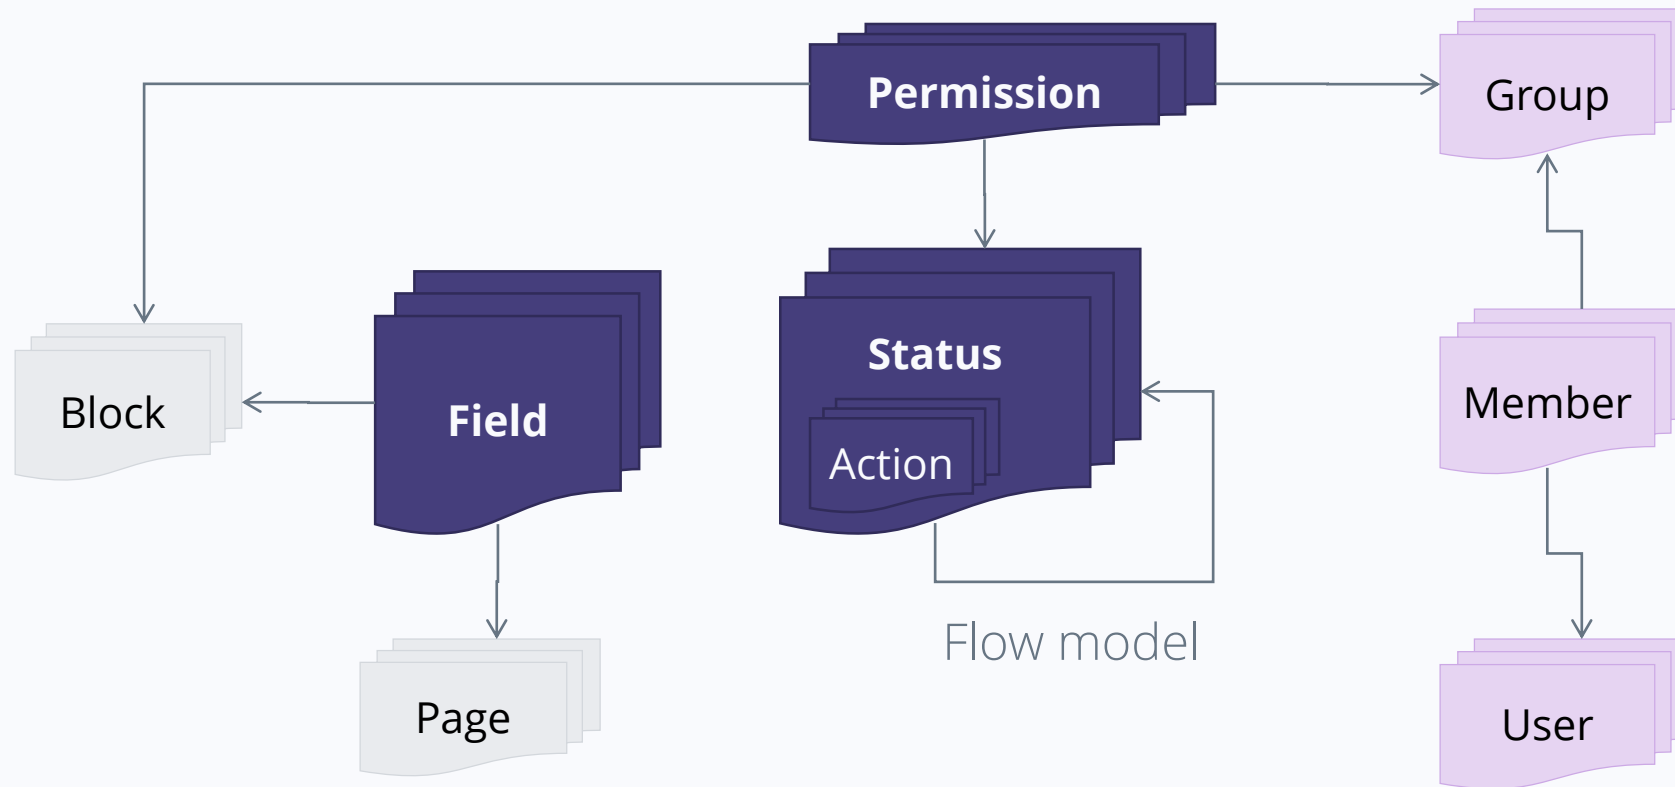 Permission
Group
Status
Block
Field
Action
Member
Flow model
Page
User